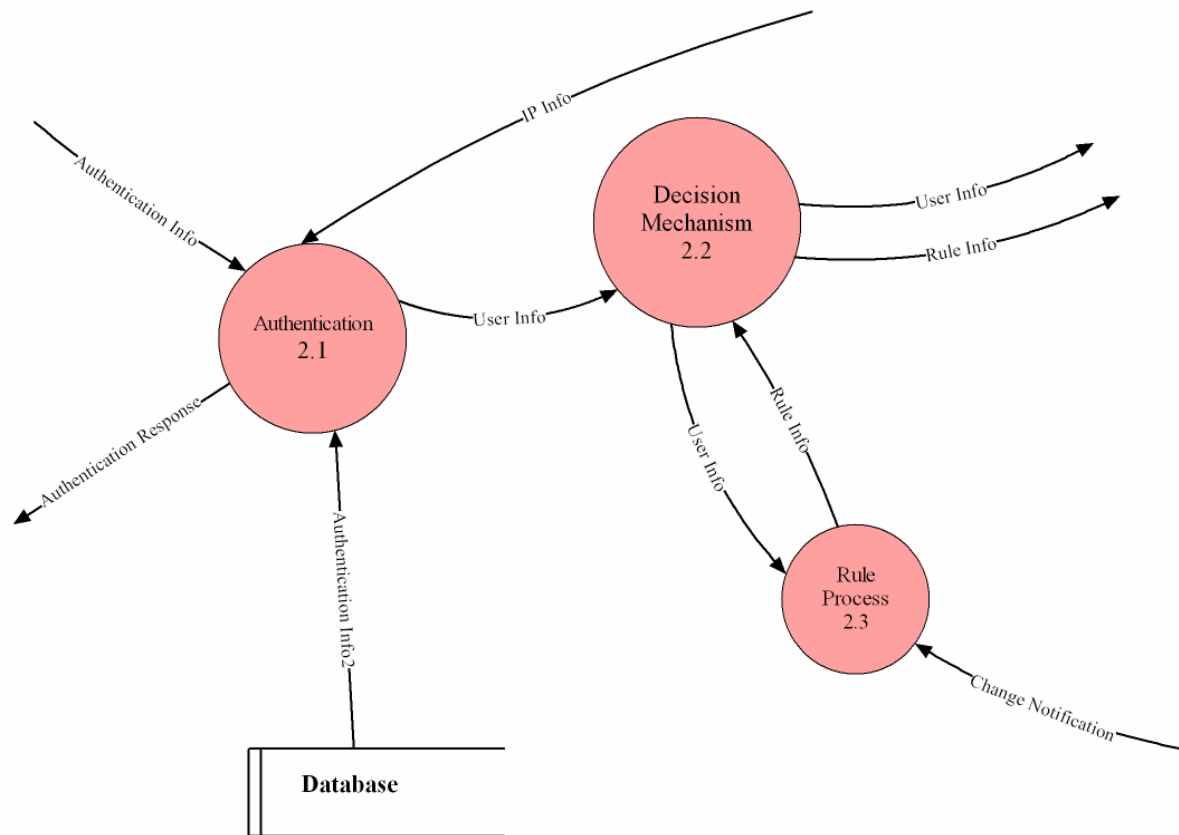 IP Info
Authentication Info
Decision
Mechanism
2.2
User Info
Rule Info
Authentication
2.1
User Info
Authentication Response
User Info
Rule Info
Authentication Info2
Rule
Process
2.3
Change Notification
Database